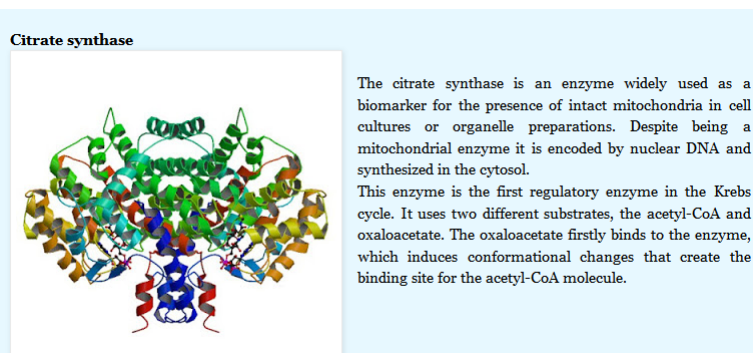 Citrate synthase
The citrate synthase is an enzyme widely used as a
biomarker for the presence of intact mitochondria in cell
cultures or organelle preparations. Despite being a
mitochondrial enzyme it is encoded by nuclear DNA and
synthesized in the cytosol.
This enzyme is the first regulatory enzyme in the Krebs
cycle. It uses two different substrates, the acetyl-CoA and
oxaloacetate. The oxaloacetate firstly binds to the enzyme,
which induces conformational changes that create the
binding site for the acetyl-CoA molecule.